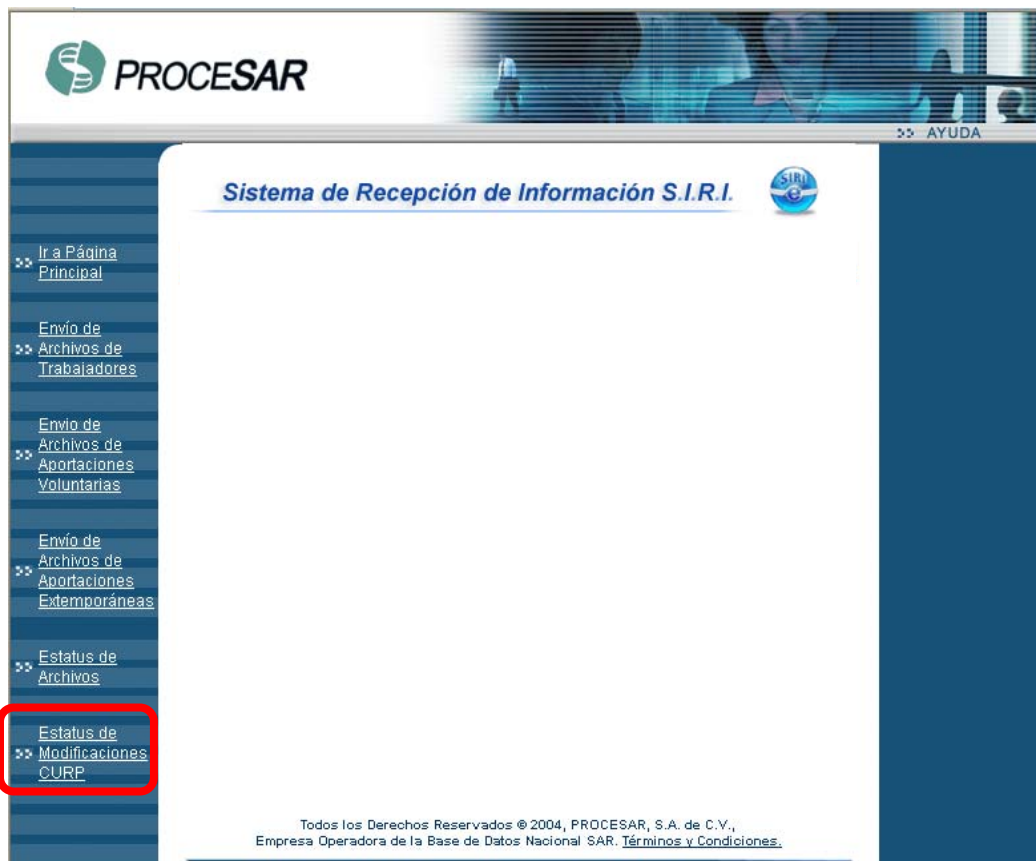 PROCESAR
>> AYUDA
Sistema de Recepción de Información S.I.R.I.
SIRI
e
>> Ir a Página
Principal
Envío de
>> Archivos de
Trabajadores
Envio de
Archivos de
>> Aportaciones
Voluntarias
Envío de
Archivos de
>> Aportaciones
Extemporáneas
>> Estatus de
Archivos
Estatus de
>> Modificaciones
CURP
Todos los Derechos Reservados © 2004, PROCESAR, S.A. de C.V.,
Empresa Operadora de la Base de Datos Nacional SAR. Términos y Condiciones.